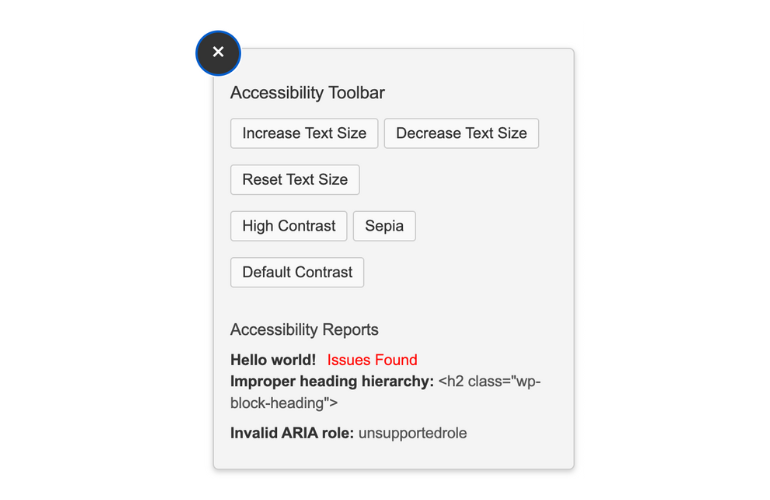 ×
Accessibility Toolbar
Increase Text Size Decrease Text Size
Reset Text Size
High Contrast Sepia
Default Contrast
Accessibility Reports
Hello world! Issues Found
Improper heading hierarchy: <h2 class="wp-
block-heading">
Invalid ARIA role: unsupportedrole